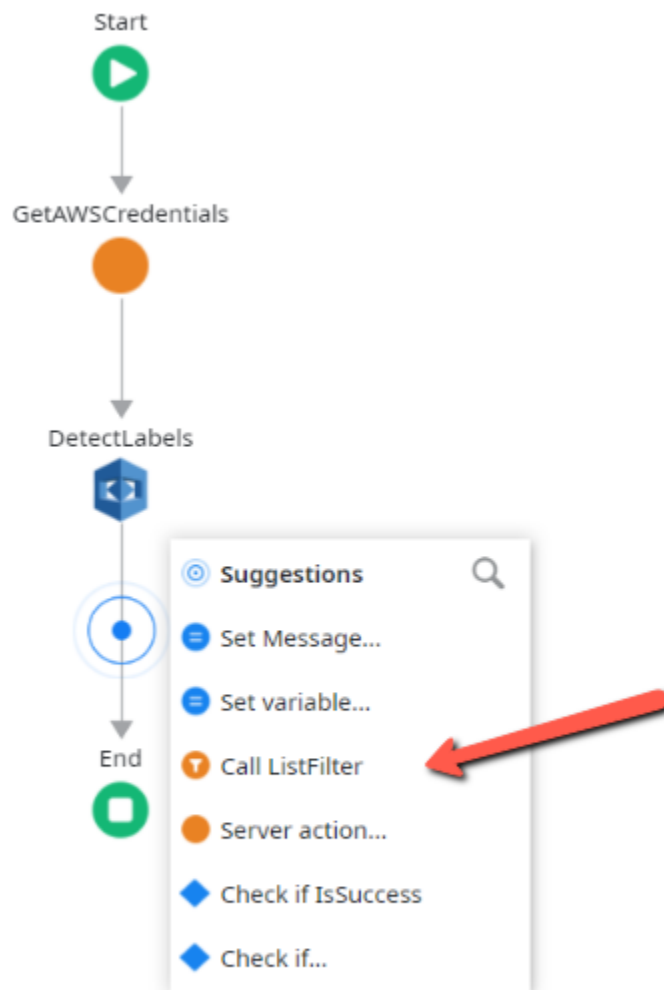 Start
GetAWSCredentials
DetectLabels
Suggestions
Set Message...
Set variable...
End
Call ListFilter
Server action...
Check if IsSuccess
Check if...